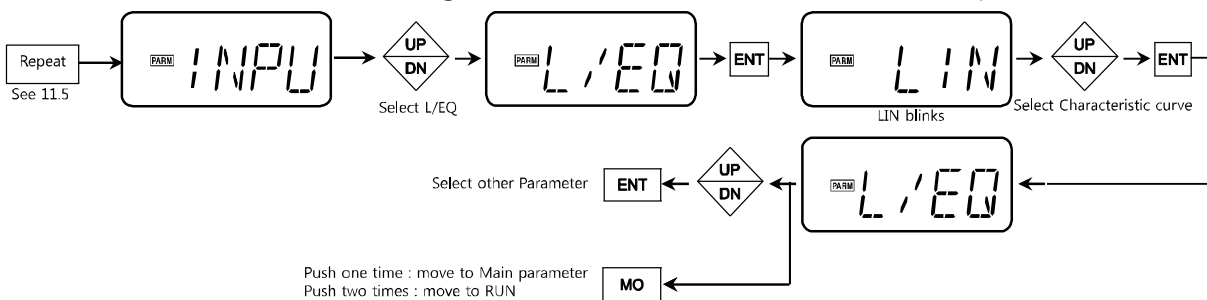 Repeat
See 11.5
PARM INPU
UP
DN
Select L/EQ
PARM L/EQ
ENT
PARM LIN
LIN blinks
UP
DN
Select Characteristic curve
ENT
PARM L/EQ
UP
DN
ENT
Select other Parameter
MO
Push one time : move to Main parameter
Push two times : move to RUN